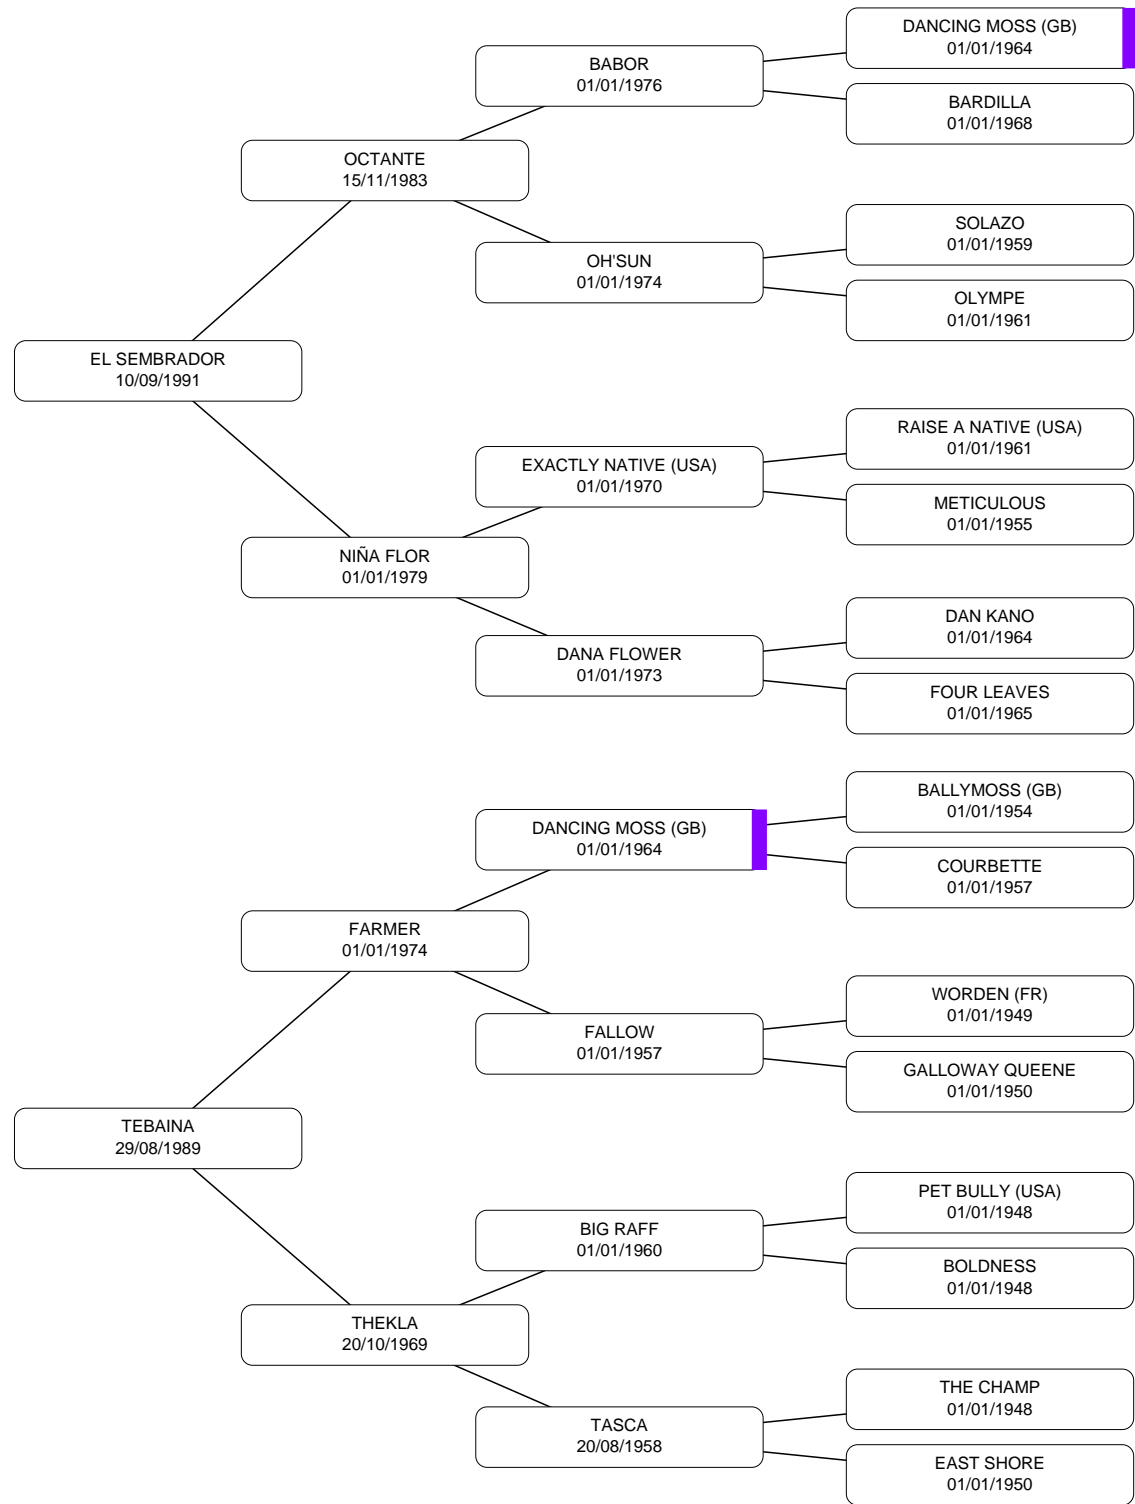 DANCING MOSS (GB)
01/01/1964
BABOR
01/01/1976
BARDILLA
01/01/1968
OCTANTE
15/11/1983
SOLAZO
01/01/1959
OH'SUN
01/01/1974
OLYMPE
01/01/1961
EL SEMBRADOR
10/09/1991
RAISE A NATIVE (USA)
01/01/1961
EXACTLY NATIVE (USA)
01/01/1970
METICULOUS
01/01/1955
NIÑA FLOR
01/01/1979
DAN KANO
01/01/1964
DANA FLOWER
01/01/1973
FOUR LEAVES
01/01/1965
BALLYMOSS (GB)
01/01/1954
DANCING MOSS (GB)
01/01/1964
COURBETTE
01/01/1957
FARMER
01/01/1974
WORDEN (FR)
01/01/1949
FALLOW
01/01/1957
GALLOWAY QUEENE
01/01/1950
TEBAINA
29/08/1989
PET BULLY (USA)
01/01/1948
BIG RAFF
01/01/1960
BOLDNESS
01/01/1948
THEKLA
20/10/1969
THE CHAMP
01/01/1948
TASCA
20/08/1958
EAST SHORE
01/01/1950